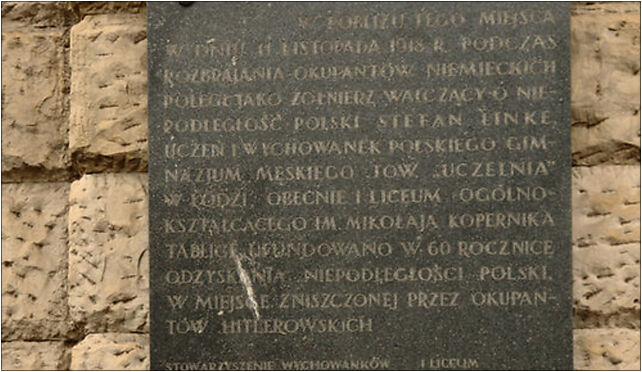 W POBLIŻU TEGO MIEJSCA
W DNIU 11 LISTOPADA 1918 R. PODCZAS
ROZBRAJANIA OKUPANTÓW NIEMIECKICH
POLEGŁ JAKO ŻOŁNIERZ WALCZĄCY O NIE-
PODLEGŁOŚĆ POLSKI STEFAN LINKE,
UCZEŃ I WYCHOWANEK POLSKIEGO GIM-
NAZJUM MĘSKIEGO TOW. „UCZELNIA"
W ŁODZI, OBECNIE I LICEUM OGÓLNO-
KSZTAŁCĄCEGO IM. MIKOŁAJA KOPERNIKA
TABLICĘ UFUNDOWANO W 60 ROCZNICĘ
ODZYSKANIA NIEPODLEGŁOŚCI POLSKI,
W MIEJSCE ZNISZCZONEJ PRZEZ OKUPAN-
TÓW HITLEROWSKICH
STOWARZYSZENIE WYCHOWANKÓW I LICEUM